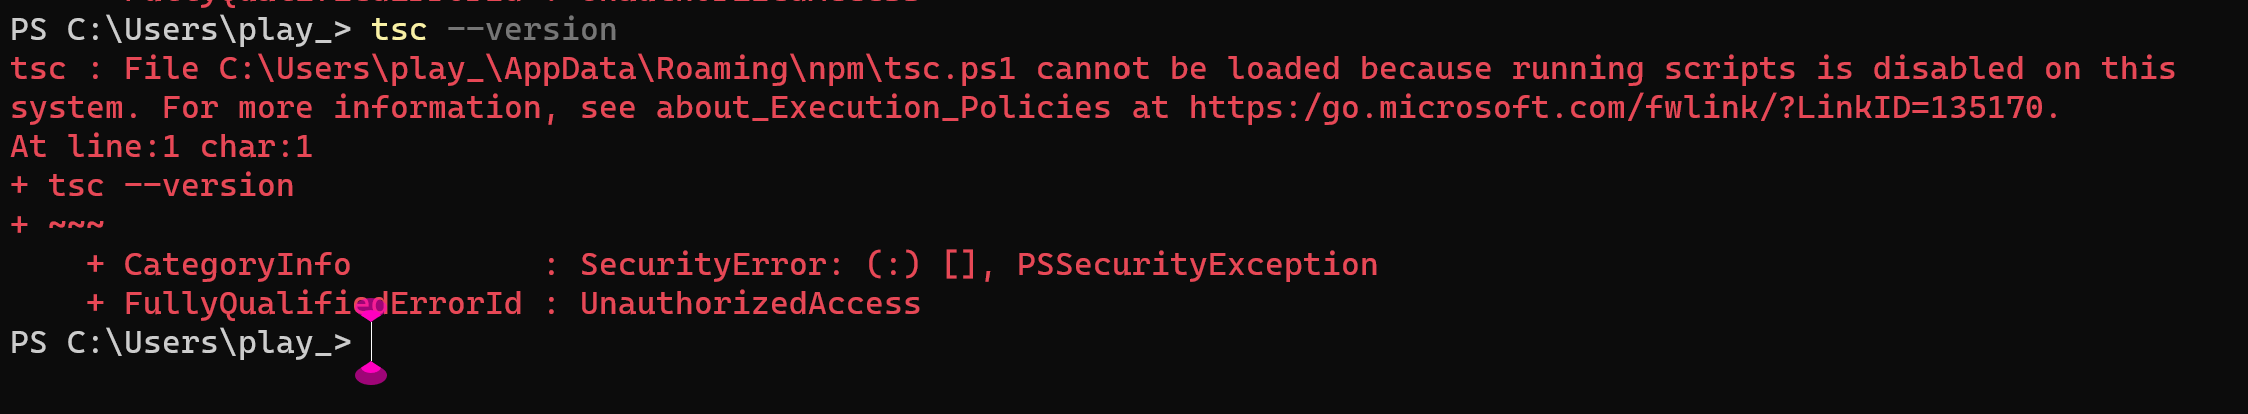 PS C:\Users\play_> tsc --version
tsc : File C:\Users\play_\AppData\Roaming\npm\tsc.ps1 cannot be loaded because running scripts is disabled on this
system. For more information, see about_Execution_Policies at https:/go.microsoft.com/fwlink/?LinkID=135170.
At line:1 char:1
+ tsc --version
+ ~~~
    + CategoryInfo          : SecurityError: (:) [], PSSecurityException
    + FullyQualifiedErrorId : UnauthorizedAccess
PS C:\Users\play_>